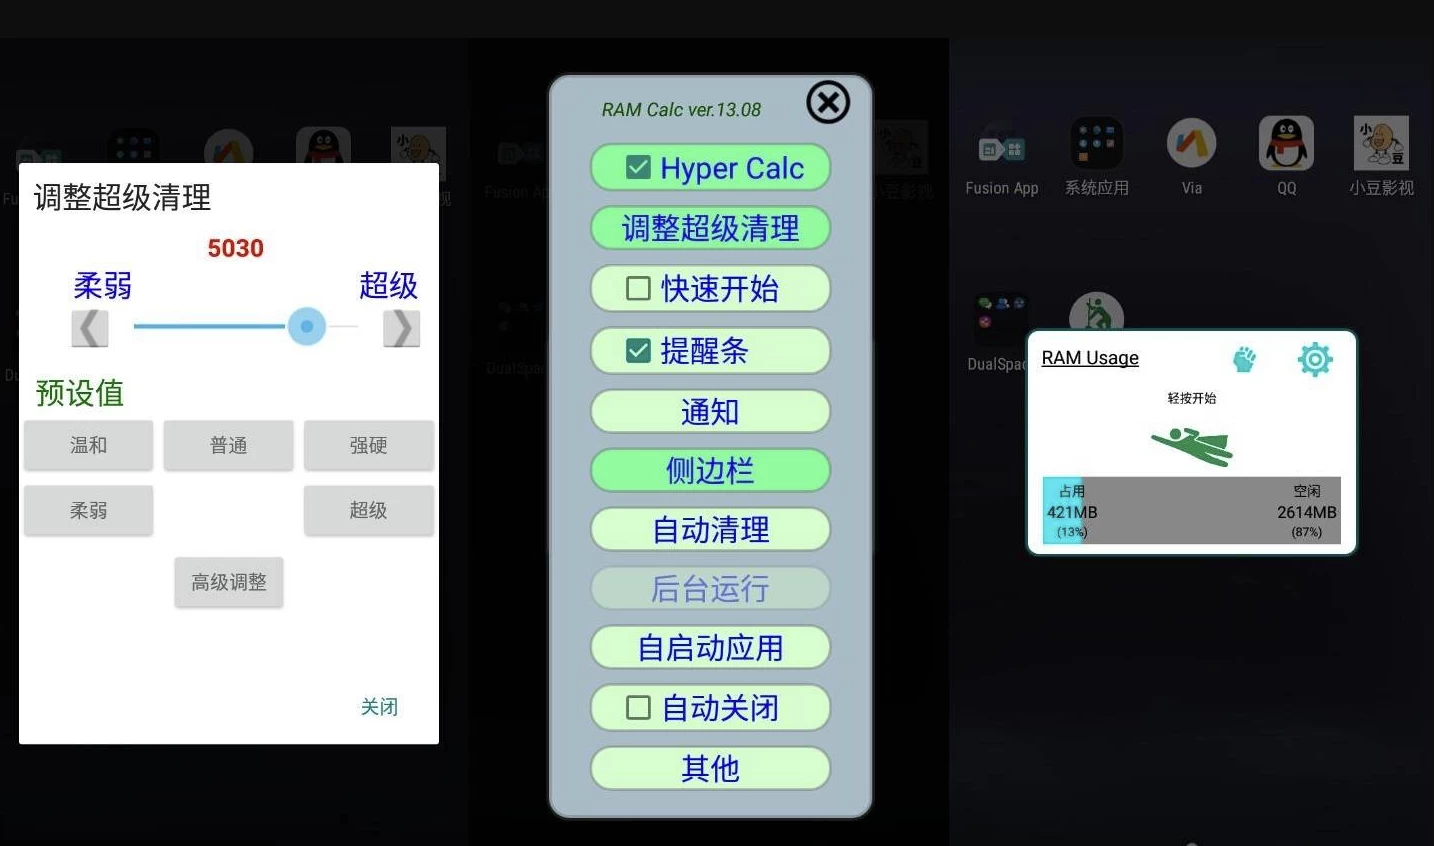 调整超级清理
5030
柔弱
超级
预设值
温和
普通
强硬
柔弱
超级
高级调整
关闭
RAM Calc ver.13.08
Hyper Calc
调整超级清理
快速开始
提醒条
通知
侧边栏
自动清理
后台运行
自启动应用
自动关闭
其他
Fusion App
系统应用
Via
QQ
小豆影视
DualSpac
RAM Usage
轻按开始
占用
421MB
(13%)
空闲
2614MB
(87%)